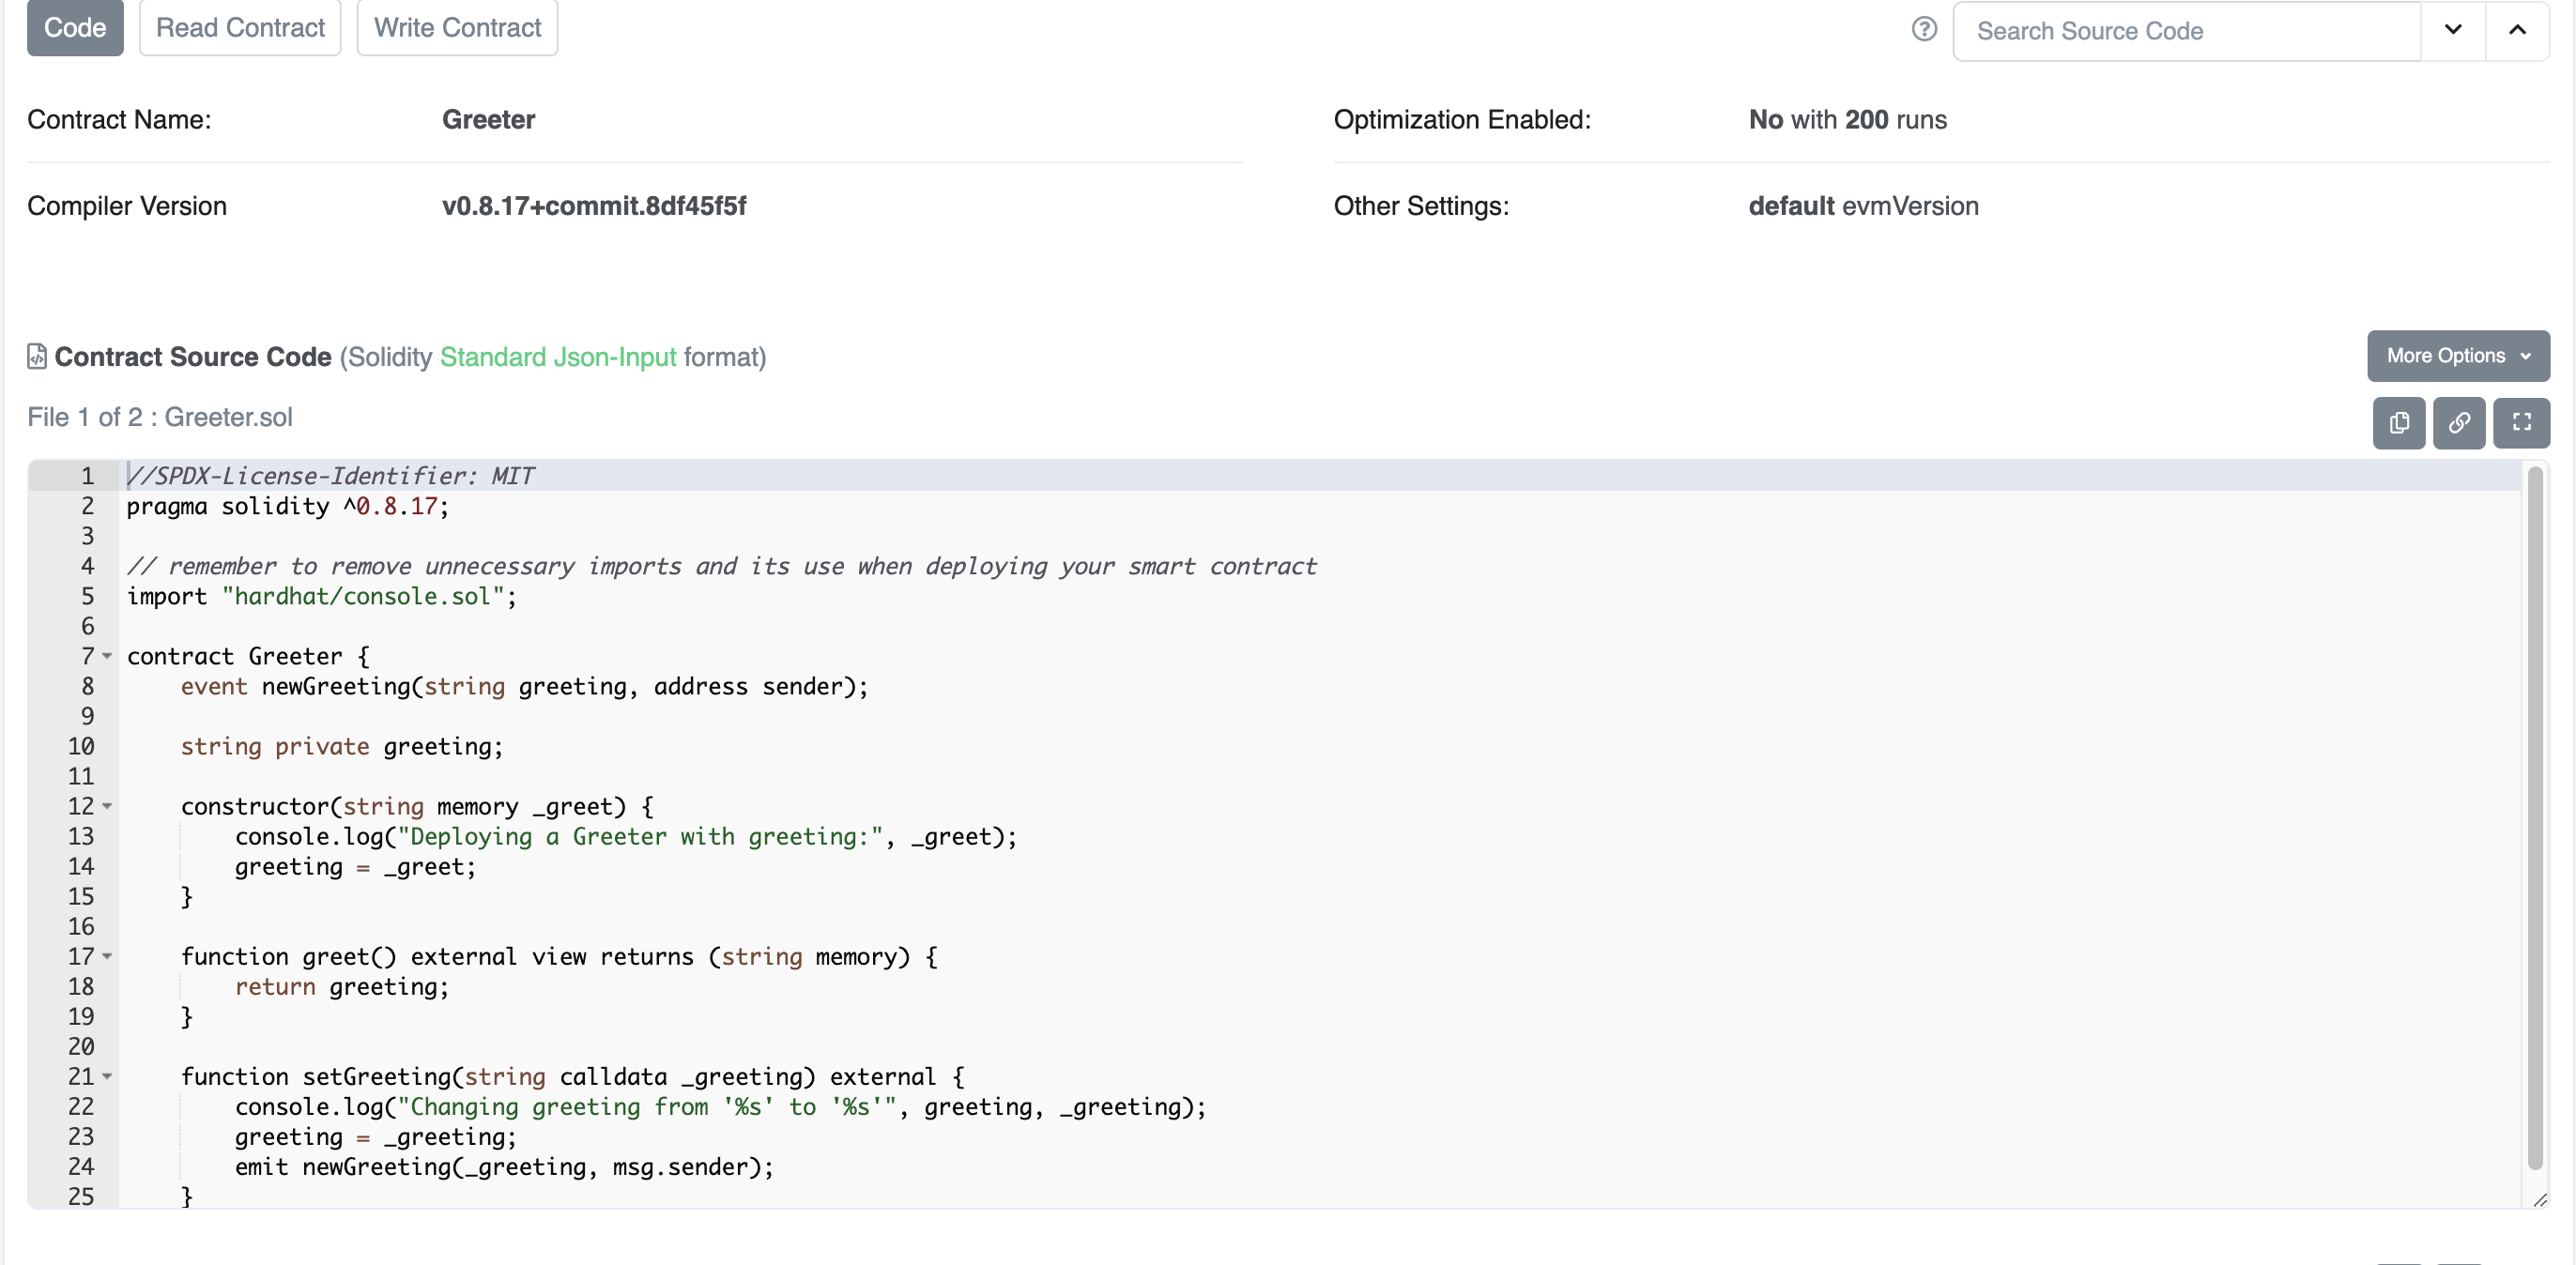 Code Read Contract Write Contract Search Source Code
Contract Name: Greeter Optimization Enabled: No with 200 runs
Compiler Version v0.8.17+commit.8df45f5f Other Settings: default evmVersion
Contract Source Code (Solidity Standard Json-Input format) More Options
File 1 of 2 : Greeter.sol
1 //SPDX-License-Identifier: MIT
2 pragma solidity ^0.8.17;
3
4 // remember to remove unnecessary imports and its use when deploying your smart contract
5 import "hardhat/console.sol";
6
7 contract Greeter {
8     event newGreeting(string greeting, address sender);
9
10     string private greeting;
11
12     constructor(string memory _greet) {
13         console.log("Deploying a Greeter with greeting:", _greet);
14         greeting = _greet;
15     }
16
17     function greet() external view returns (string memory) {
18         return greeting;
19     }
20
21     function setGreeting(string calldata _greeting) external {
22         console.log("Changing greeting from '%s' to '%s'", greeting, _greeting);
23         greeting = _greeting;
24         emit newGreeting(_greeting, msg.sender);
25     }